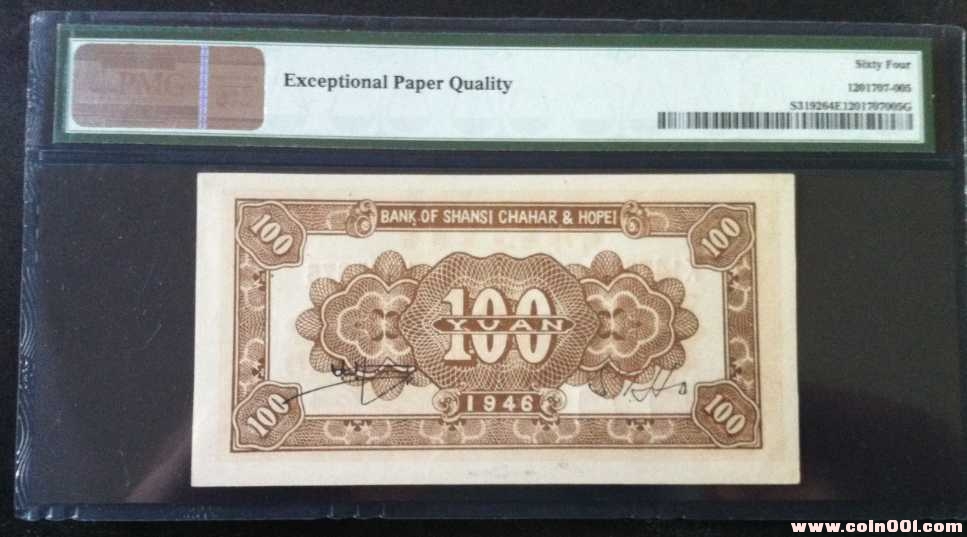 PMG
Exceptional Paper Quality
Sixty Four
1201707-005
S319264E1201707005G
BANK OF SHANSI CHAHAR & HOPEI
100
100
100
YUAN
100
100
1946
www.coin001.com